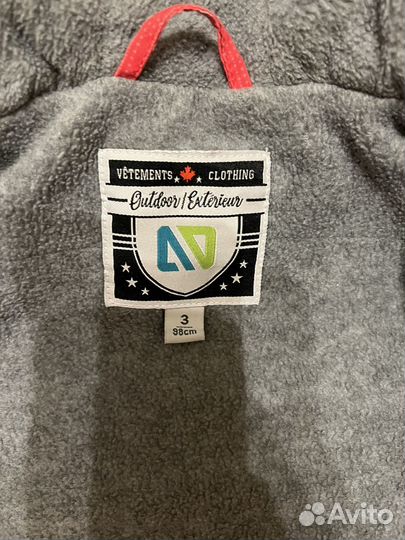 VÊTEMENTS CLOTHING
Outdoor/Extérieur
3
98cm
Avito